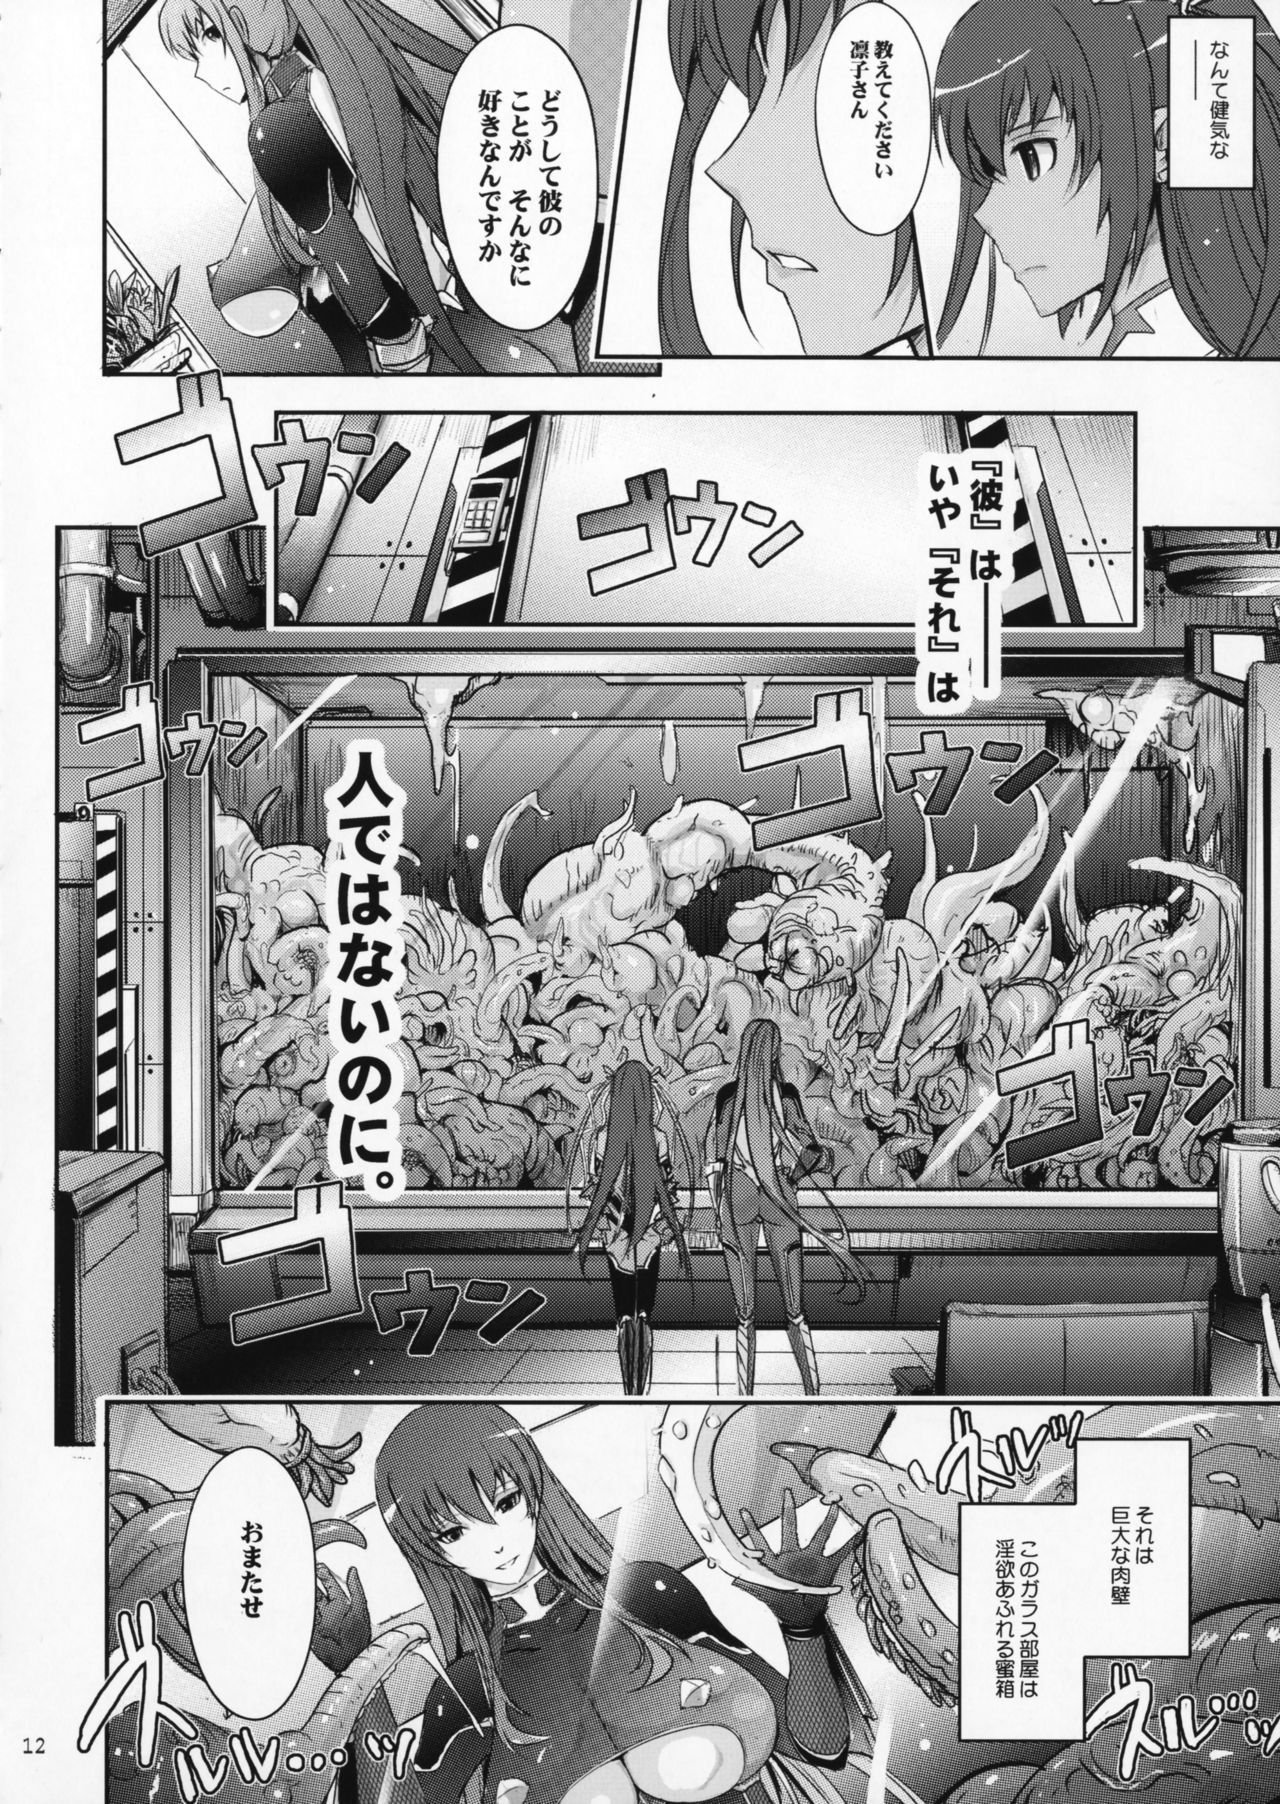 なんて健気な
━━
教えてください
凛子さん
どうして彼の
ことが そんなに
好きなんですか
ゴウン
ゴウン
『彼』は━━
いや『それ』は
ゴウン
ゴウン
人ではないのに。
ゴウン
ゴウン
それは
巨大な肉壁
このガラス部屋は
淫欲あふれる蜜箱
ズルッ
ズルルッ…
おまたせ
ズルルル…ッ
12